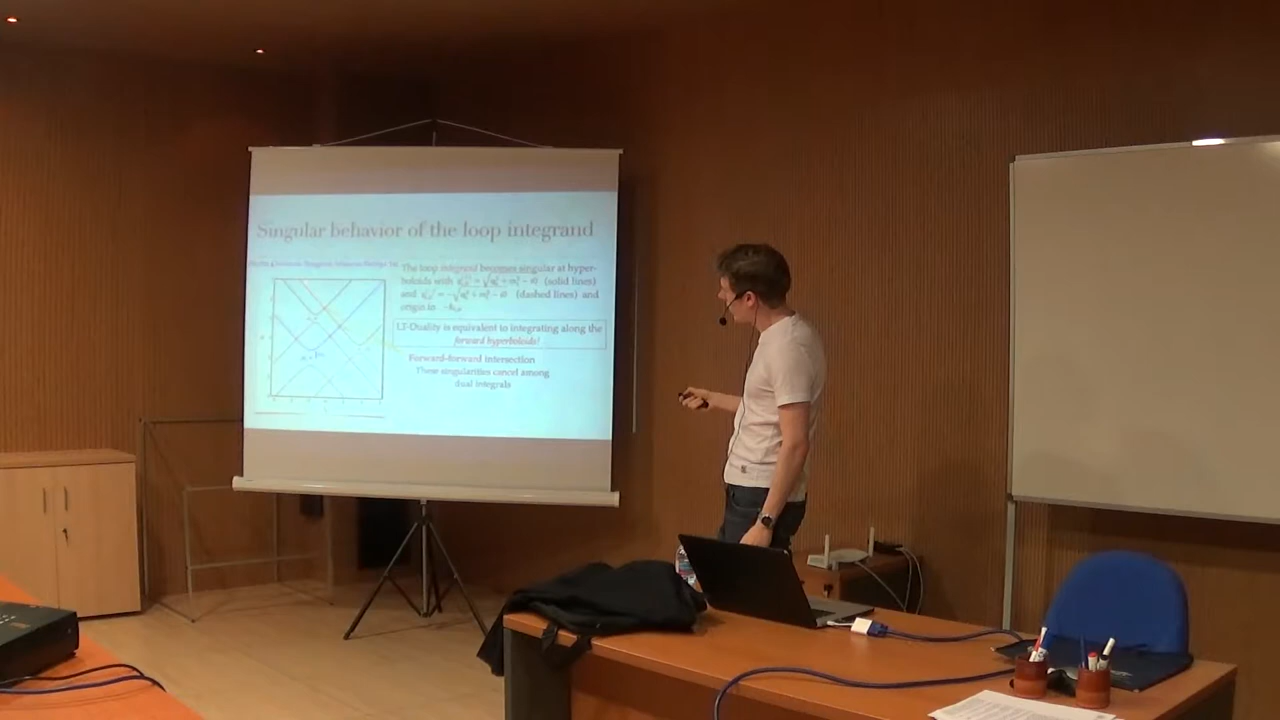 Singular behavior of the loop integrand
The loop integrand becomes singular at hyper-
boloids with (solid lines)
and (dashed lines) and
origin in
LT-Duality is equivalent to integrating along the
forward hyperboloids!
Forward-forward intersection
These singularities cancel among
dual integrals